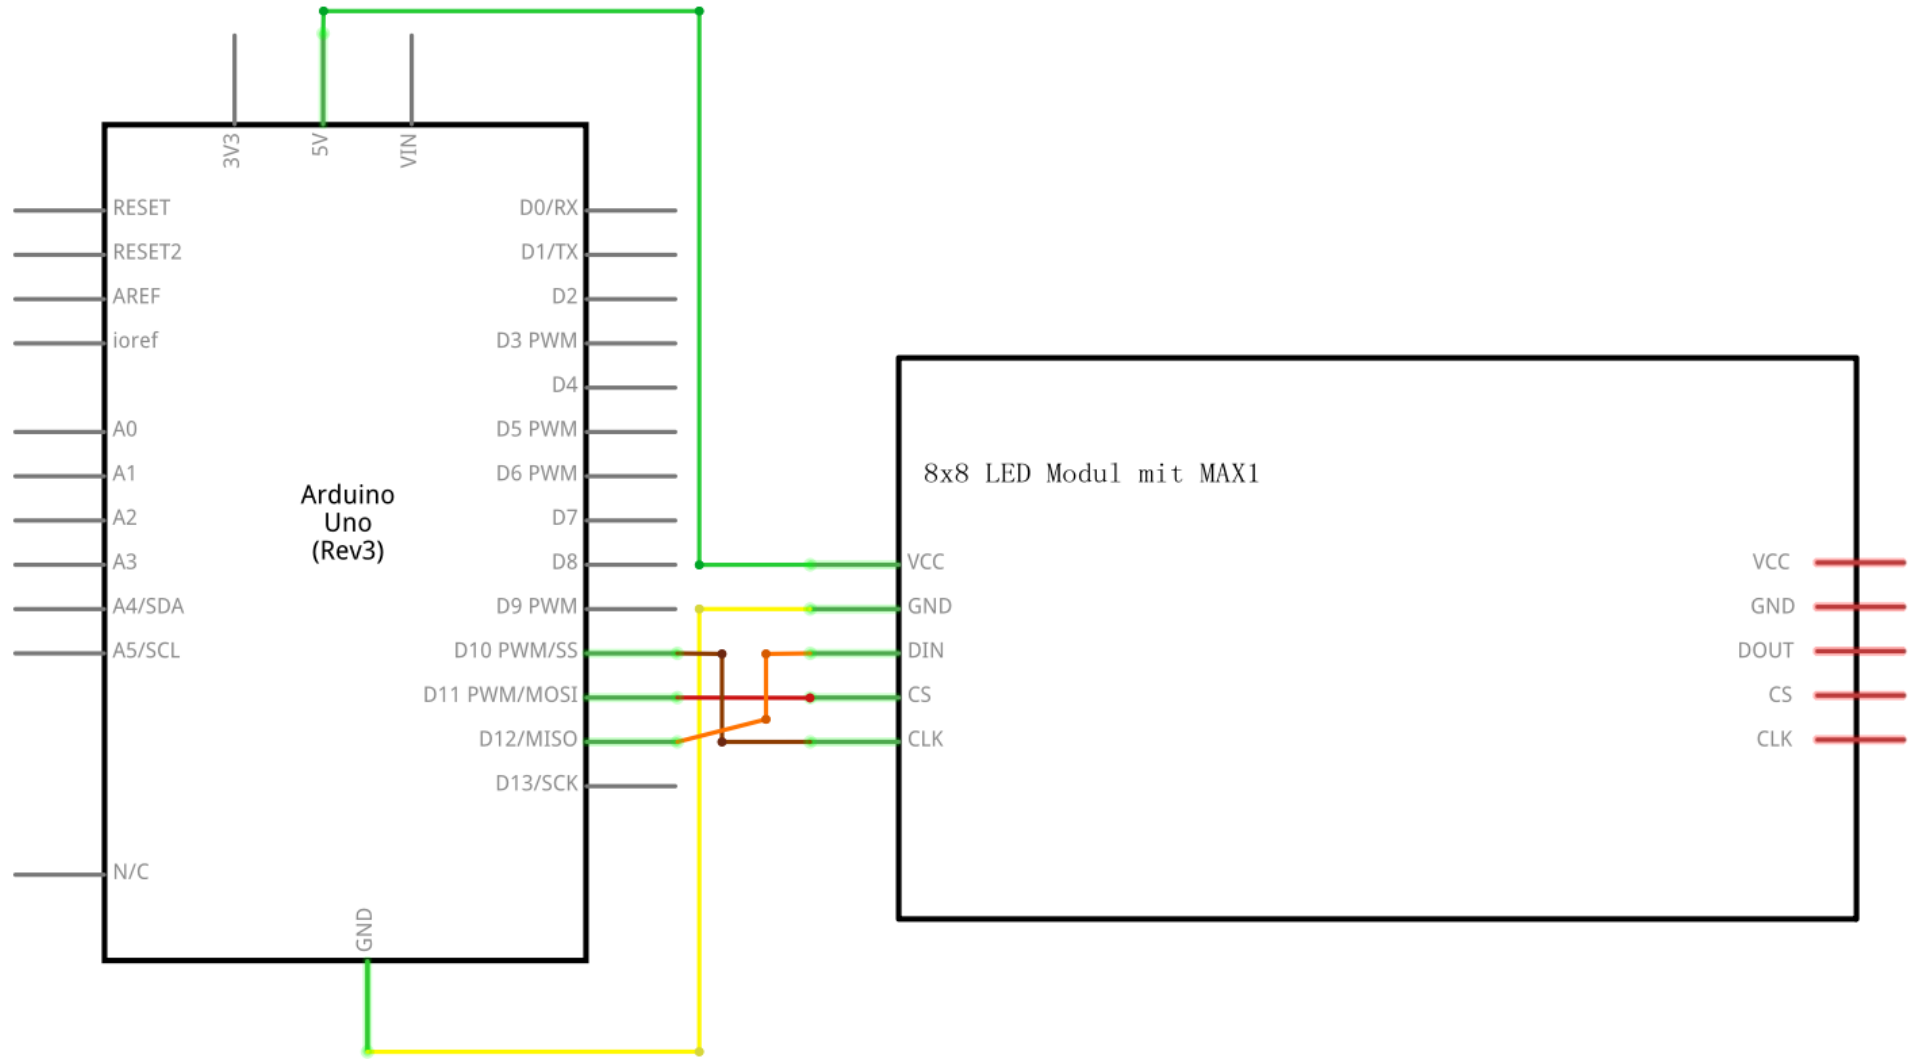 3V3
5V
VIN
RESET
RESET2
AREF
ioref
A0
A1
A2
A3
A4/SDA
A5/SCL
N/C
Arduino
Uno
(Rev3)
D0/RX
D1/TX
D2
D3 PWM
D4
D5 PWM
D6 PWM
D7
D8
D9 PWM
D10 PWM/SS
D11 PWM/MOSI
D12/MISO
D13/SCK
GND
8x8 LED Modul mit MAX1
VCC
GND
DIN
CS
CLK
VCC
GND
DOUT
CS
CLK